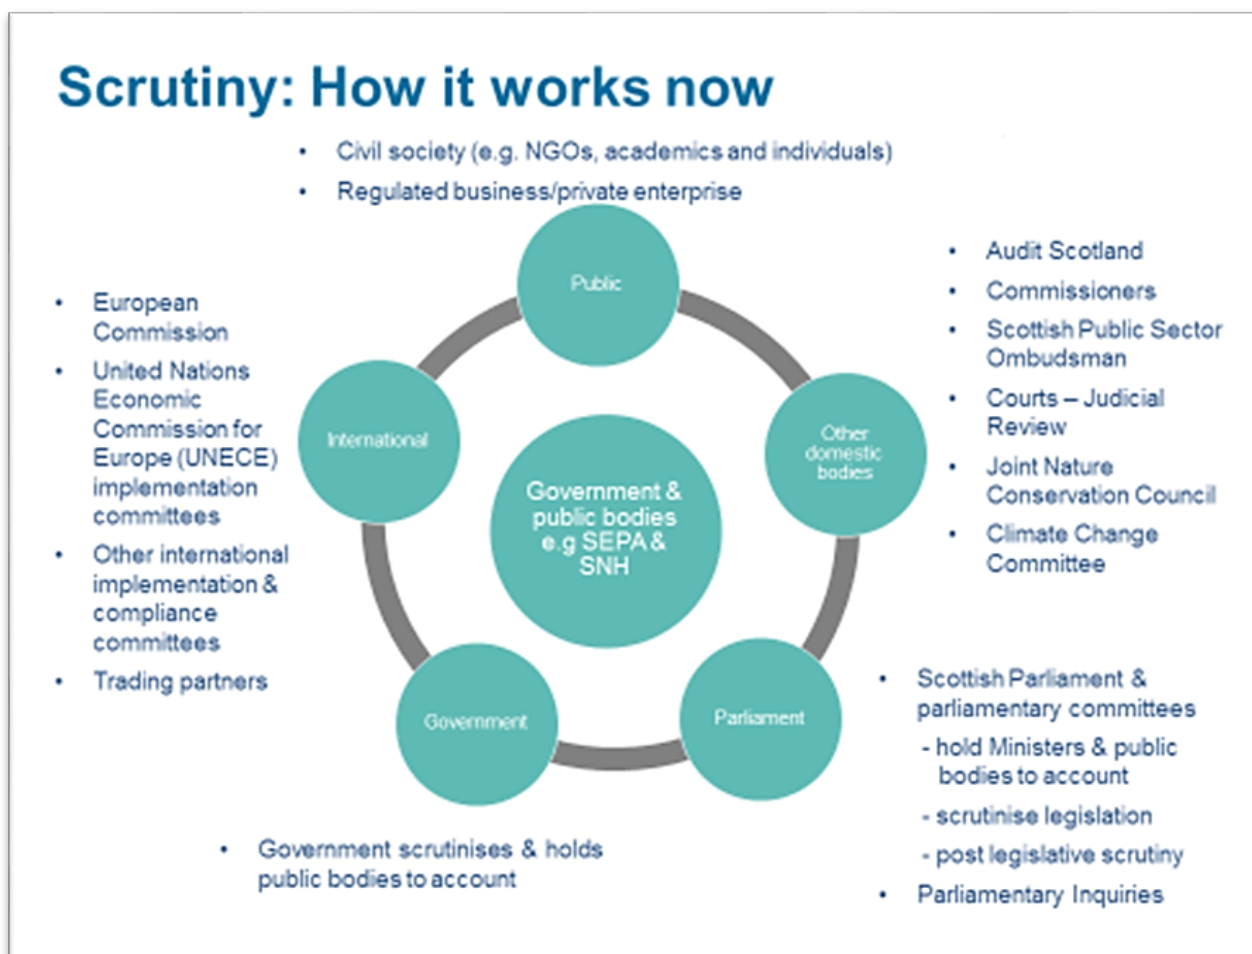 Scrutiny: How it works now
• Civil society (e.g. NGOs, academics and individuals)
• Regulated business/private enterprise
Public
• Audit Scotland
• Commissioners
• Scottish Public Sector
Ombudsman
• Courts – Judicial
Review
• Joint Nature
Conservation Council
• Climate Change
Committee
Other
domestic
bodies
• European
Commission
• United Nations
Economic
Commission for
Europe (UNECE)
implementation
committees
• Other international
implementation &
compliance
committees
• Trading partners
International
Government &
public bodies
e.g SEPA &
SNH
Government
Parliament
• Scottish Parliament &
parliamentary committees
- hold Ministers & public
bodies to account
- scrutinise legislation
- post legislative scrutiny
• Parliamentary Inquiries
• Government scrutinises & holds
public bodies to account